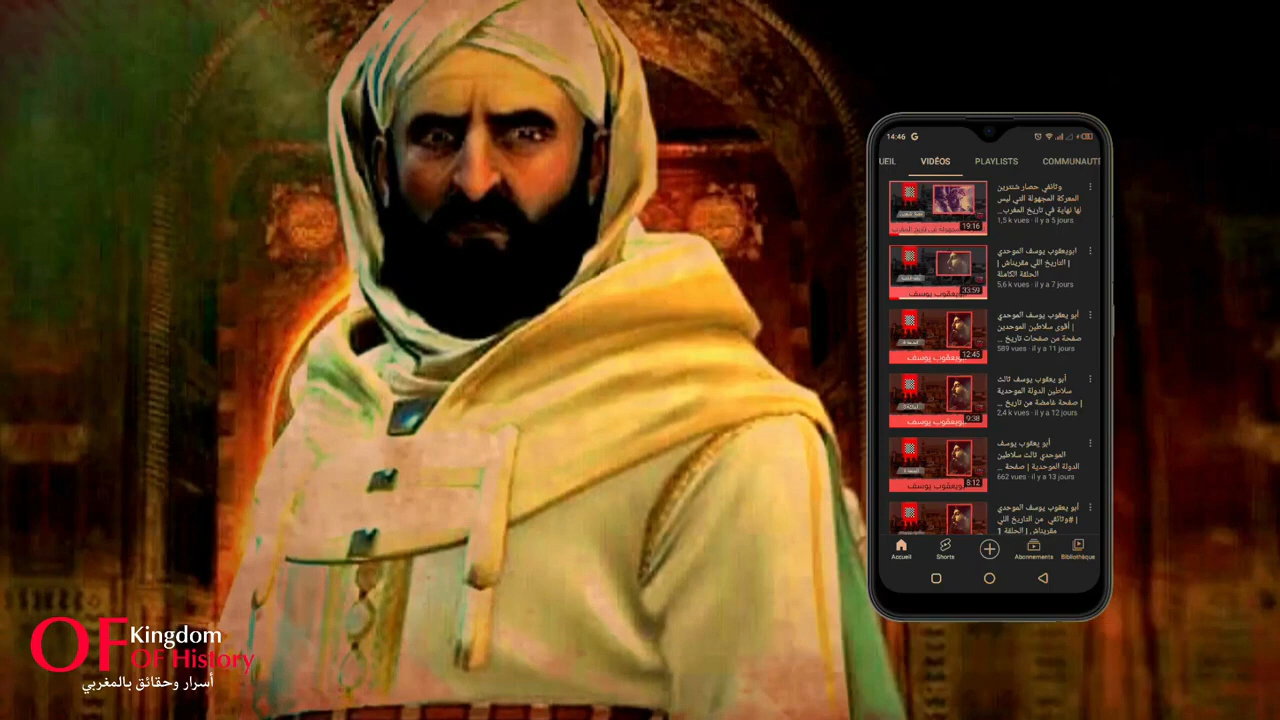 14:46 G
UEIL VIDÉOS PLAYLISTS COMMUNAUTÉ
وثائقي حصار شنترين
المعركة المجهولة التي ليس
لها نهاية في تاريخ المغرب...
1,5 k vues · il y a 5 jours
19:16
ابويعقوب يوسف الموحدي
| التاريخ اللي مقريناش |
الحلقة الكاملة
5,6 k vues · il y a 7 jours
33:59
أبو يعقوب يوسف الموحدي
| أقوى سلاطين الموحدين
صفحة من صفحات تاريخ ...
589 vues · il y a 11 jours
12:45
أبو يعقوب يوسف ثالث
سلاطين الدولة الموحدية
| صفحة غامضة من تاريخ ...
2,4 k vues · il y a 12 jours
9:38
أبو يعقوب يوسف
الموحدي ثالث سلاطين
الدولة الموحدية | صفحة ...
662 vues · il y a 13 jours
8:12
أبو يعقوب يوسف الموحدي
| #وثائقي من التاريخ اللي
مقريناش | الحلقة 1
Accueil Shorts Abonnements Bibliothèque
OF Kingdom
OF History
أسرار وحقائق بالمغربي